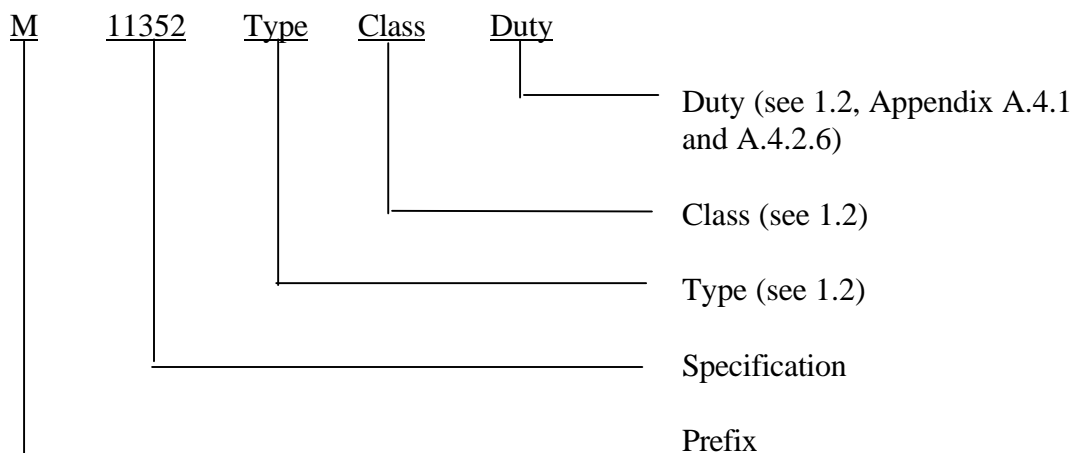 M 11352 Type Class Duty
Duty (see 1.2, Appendix A.4.1
and A.4.2.6)
Class (see 1.2)
Type (see 1.2)
Specification
Prefix